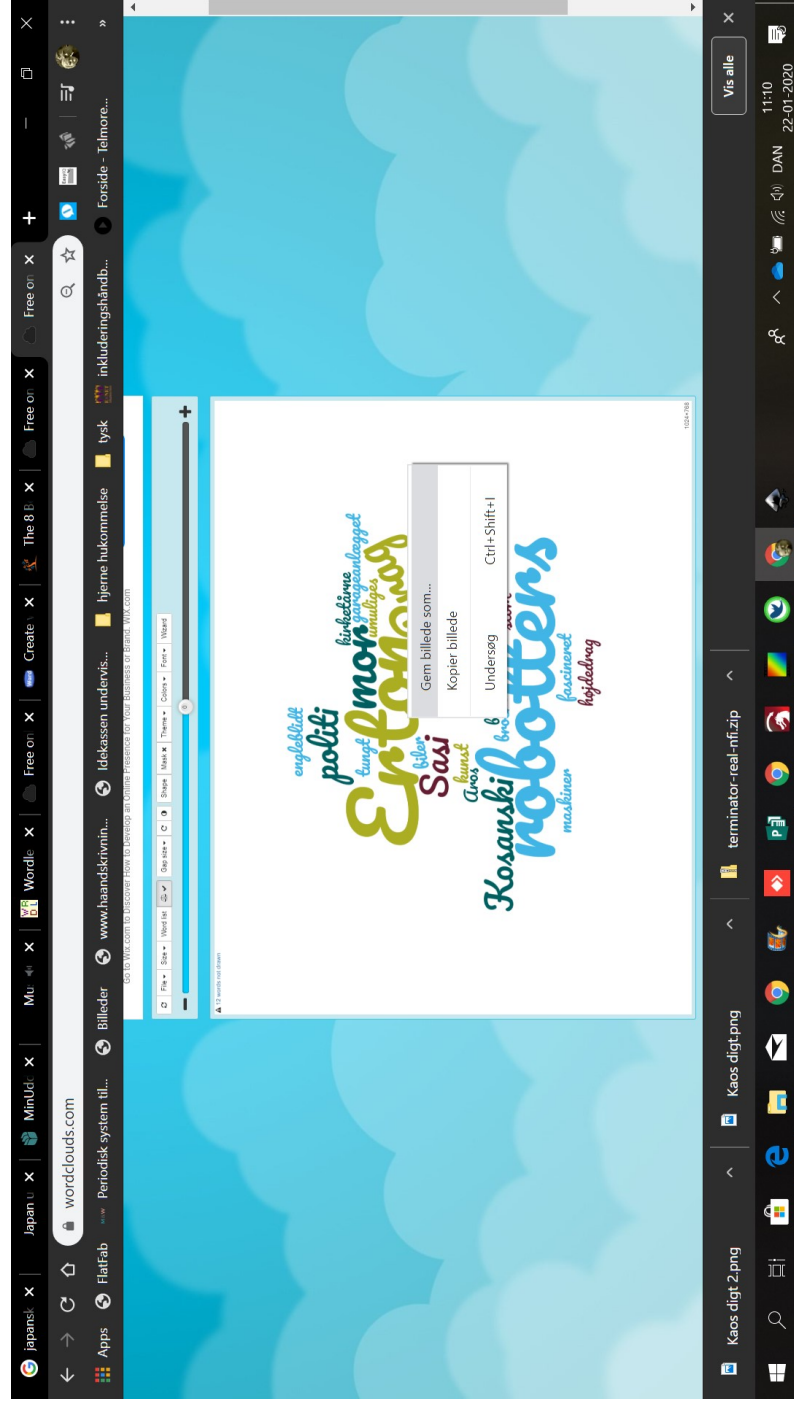 japansk
Japan u
MinUdd
Mu
Wordle
Free on
Create
The 8 B
Free on
Free on
wordclouds.com
Apps
FlatFab
Periodisk system til...
Billeder
www.haandskrivnin...
Idekassen undervis...
hjerne hukommelse
tysk
inkluderingshåndb...
Forside - Telmore...
»
Go to Wix.com to Discover How to Develop an Online Presence for Your Business or Brand. WIX.com
File Size Word list Gap size Shape Mask Theme Colors Font Wizard
12 words not drawn
engleblidt
politi
kirketårne
garageanlægget
tungt
mon
umuliges
biler
Sasi
kunst
Aros
Kosanski
robotters
maskiner
fascineret
højdedrag
Gem billede som...
Kopier billede
Undersøg Ctrl+Shift+I
1024×768
Kaos digt 2.png
Kaos digt.png
terminator-real-nfi.zip
Vis alle
DAN
11:10
22-01-2020